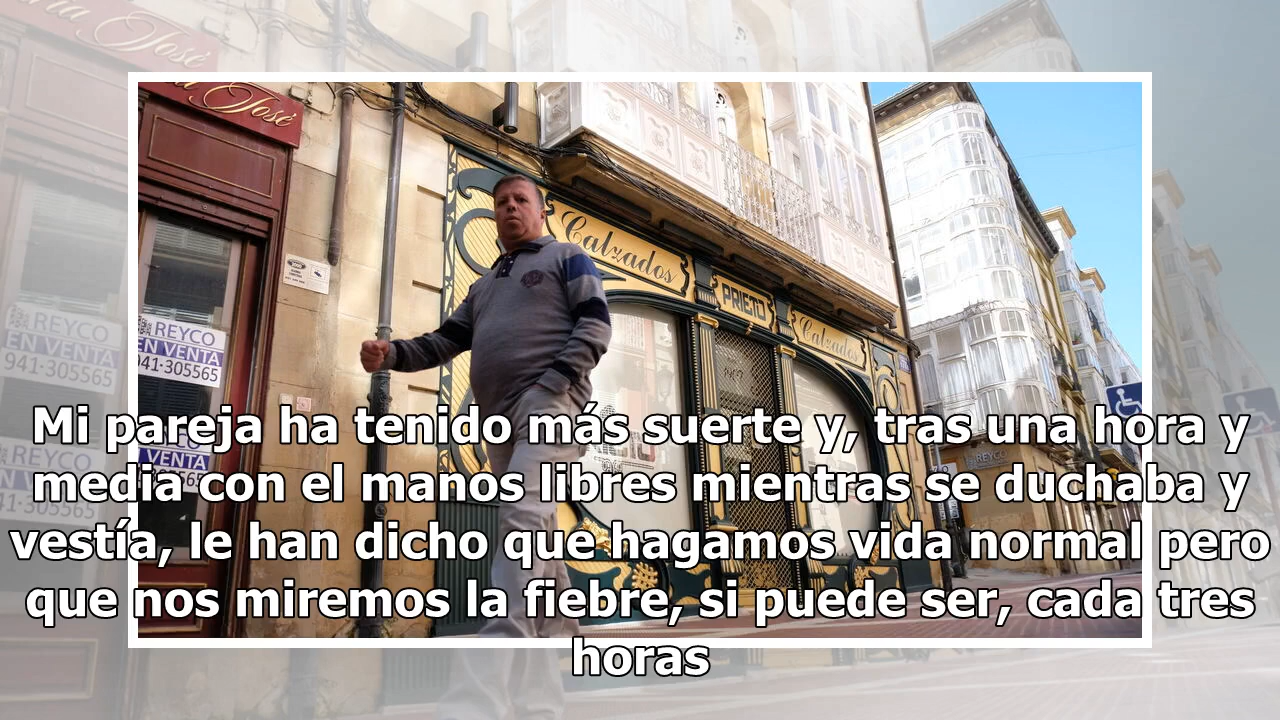 María José
REYCO
EN VENTA
941·305565
REYCO
EN VENTA
941·305565
VENTA
Calzados
PRIETO
Calzados
REYCO
Mi pareja ha tenido más suerte y, tras una hora y
media con el manos libres mientras se duchaba y
vestía, le han dicho que hagamos vida normal pero
que nos miremos la fiebre, si puede ser, cada tres
horas